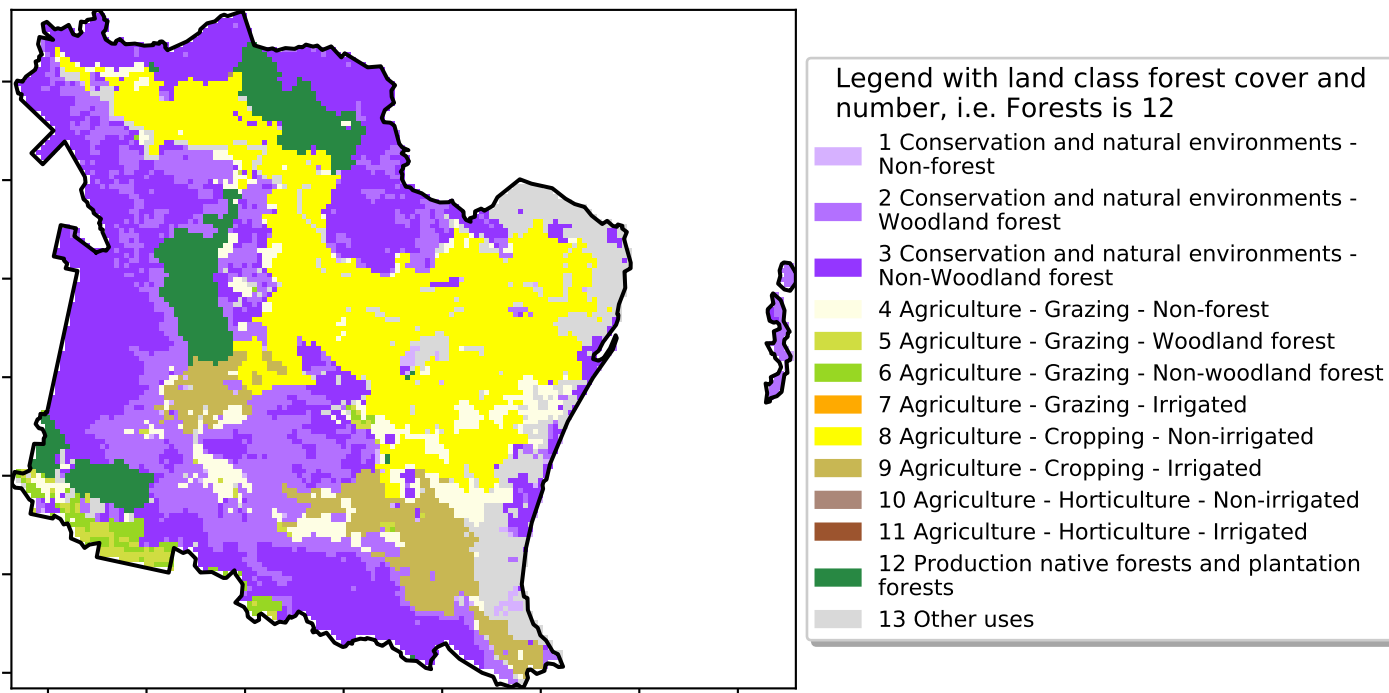 Legend with land class forest cover and
number, i.e. Forests is 12
1 Conservation and natural environments -
Non-forest
2 Conservation and natural environments -
Woodland forest
3 Conservation and natural environments -
Non-Woodland forest
4 Agriculture - Grazing - Non-forest
5 Agriculture - Grazing - Woodland forest
6 Agriculture - Grazing - Non-woodland forest
7 Agriculture - Grazing - Irrigated
8 Agriculture - Cropping - Non-irrigated
9 Agriculture - Cropping - Irrigated
10 Agriculture - Horticulture - Non-irrigated
11 Agriculture - Horticulture - Irrigated
12 Production native forests and plantation
forests
13 Other uses